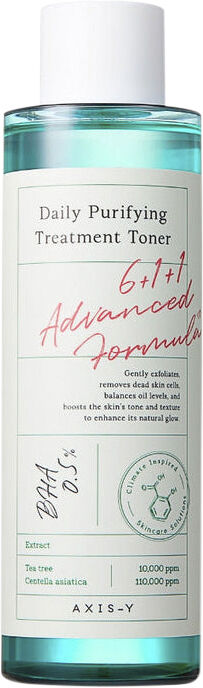 Daily Purifying
Treatment Toner
6+1+1
Advanced
Formula
Gently exfoliates,
removes dead skin cells,
balances oil levels, and
boosts the skin's tone and texture
to enhance its natural glow.
BHA
0.5%
Climate Inspired
Skincare Solutions
Extract
Tea tree 10,000 ppm
Centella asiatica 110,000 ppm
AXIS-Y